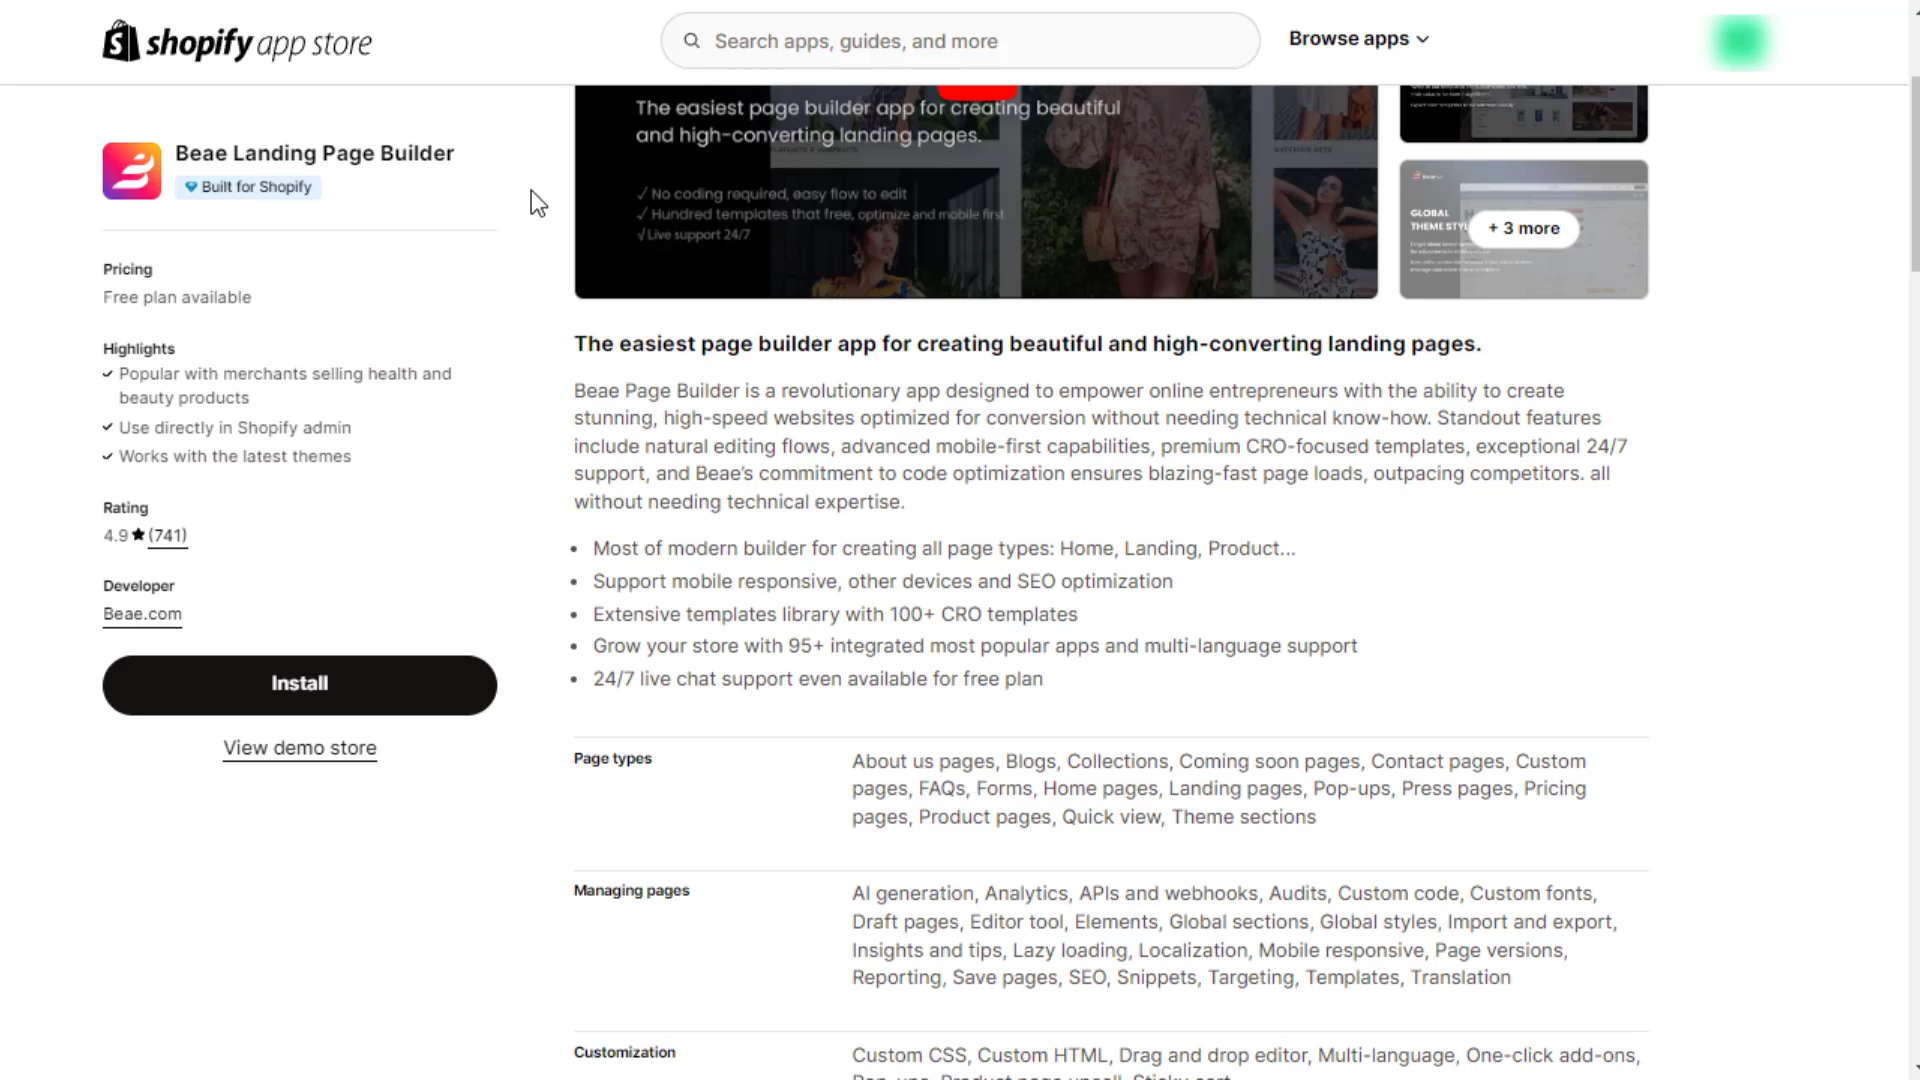 shopify app store
Search apps, guides, and more
Browse apps
Beae Landing Page Builder
Built for Shopify
Pricing
Free plan available
Highlights
Popular with merchants selling health and
beauty products
Use directly in Shopify admin
Works with the latest themes
Rating
4.9★(741)
Developer
Beae.com
Install
View demo store
The easiest page builder app for creating beautiful
and high-converting landing pages.
✓ No coding required, easy flow to edit
✓ Hundred templates that free, optimize and mobile first
√ Live support 24/7
GLOBAL
+ 3 more
The easiest page builder app for creating beautiful and high-converting landing pages.
Beae Page Builder is a revolutionary app designed to empower online entrepreneurs with the ability to create
stunning, high-speed websites optimized for conversion without needing technical know-how. Standout features
include natural editing flows, advanced mobile-first capabilities, premium CRO-focused templates, exceptional 24/7
support, and Beae’s commitment to code optimization ensures blazing-fast page loads, outpacing competitors. all
without needing technical expertise.
• Most of modern builder for creating all page types: Home, Landing, Product...
• Support mobile responsive, other devices and SEO optimization
• Extensive templates library with 100+ CRO templates
• Grow your store with 95+ integrated most popular apps and multi-language support
• 24/7 live chat support even available for free plan
Page types
About us pages, Blogs, Collections, Coming soon pages, Contact pages, Custom
pages, FAQs, Forms, Home pages, Landing pages, Pop-ups, Press pages, Pricing
pages, Product pages, Quick view, Theme sections
Managing pages
AI generation, Analytics, APIs and webhooks, Audits, Custom code, Custom fonts,
Draft pages, Editor tool, Elements, Global sections, Global styles, Import and export,
Insights and tips, Lazy loading, Localization, Mobile responsive, Page versions,
Reporting, Save pages, SEO, Snippets, Targeting, Templates, Translation
Customization
Custom CSS, Custom HTML, Drag and drop editor, Multi-language, One-click add-ons,